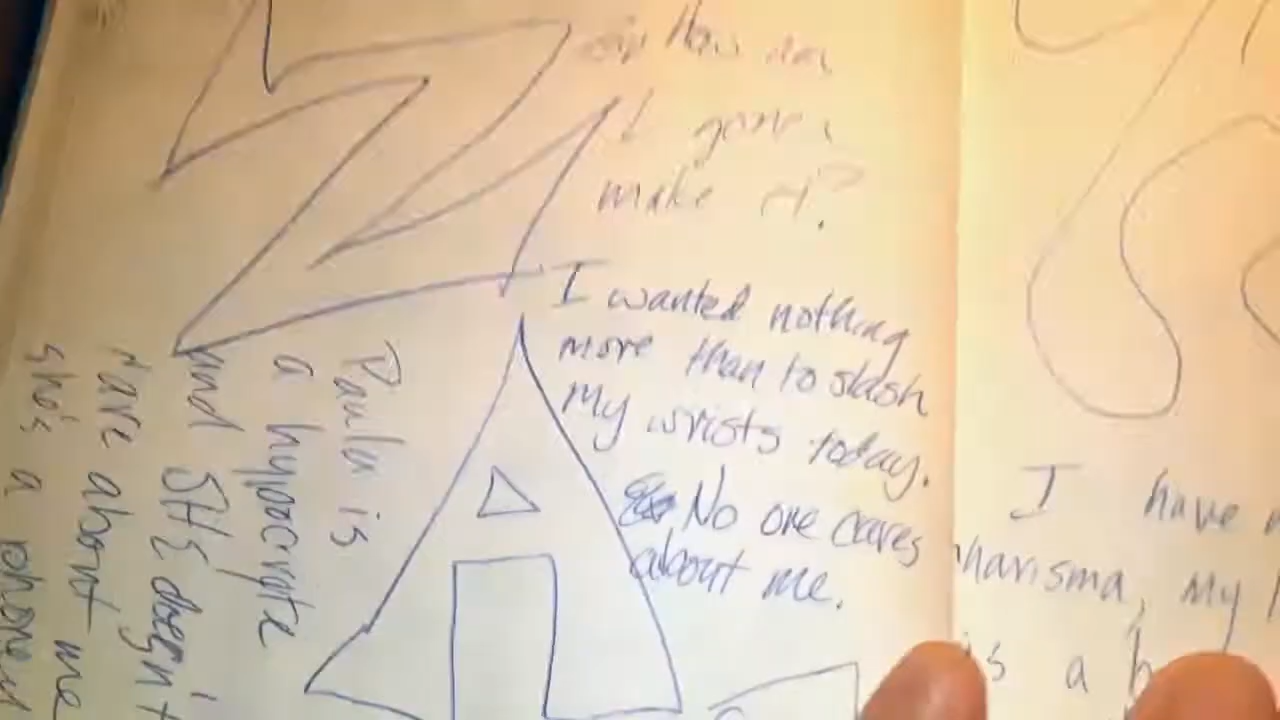 How
I gonna
make it?
I wanted nothing
more than to slash
My wrists today.
No one cares
about me.
Paula is
a hypocrite
and SHE doesn't
care about me
she's a phoney
I have
charisma, My
is a